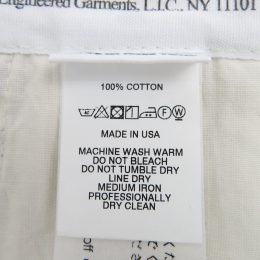 Engineered Garments. L.I.C., NY 11101
100% COTTON
MADE IN USA
MACHINE WASH WARM
DO NOT BLEACH
DO NOT TUMBLE DRY
LINE DRY
MEDIUM IRON
PROFESSIONALLY
DRY CLEAN